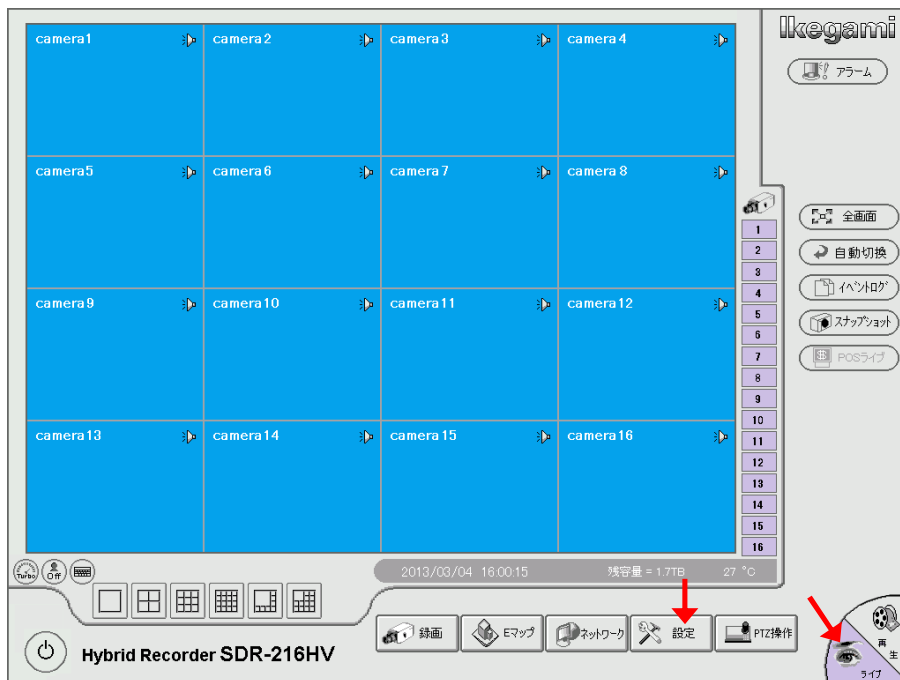 Ikegami
camera1
camera2
camera3
camera4
アラーム
camera5
camera6
camera7
camera8
全画面
自動切換
イベントログ
スナップショット
POSライブ
1
2
3
4
5
6
7
8
9
10
11
12
13
14
15
16
camera9
camera10
camera11
camera12
camera13
camera14
camera15
camera16
Turbo
Off
2013/03/04 16:00:15 残容量 = 1.7TB 27 °C
録画
Eマップ
ネットワーク
設定
PTZ操作
再生
ライブ
Hybrid Recorder SDR-216HV